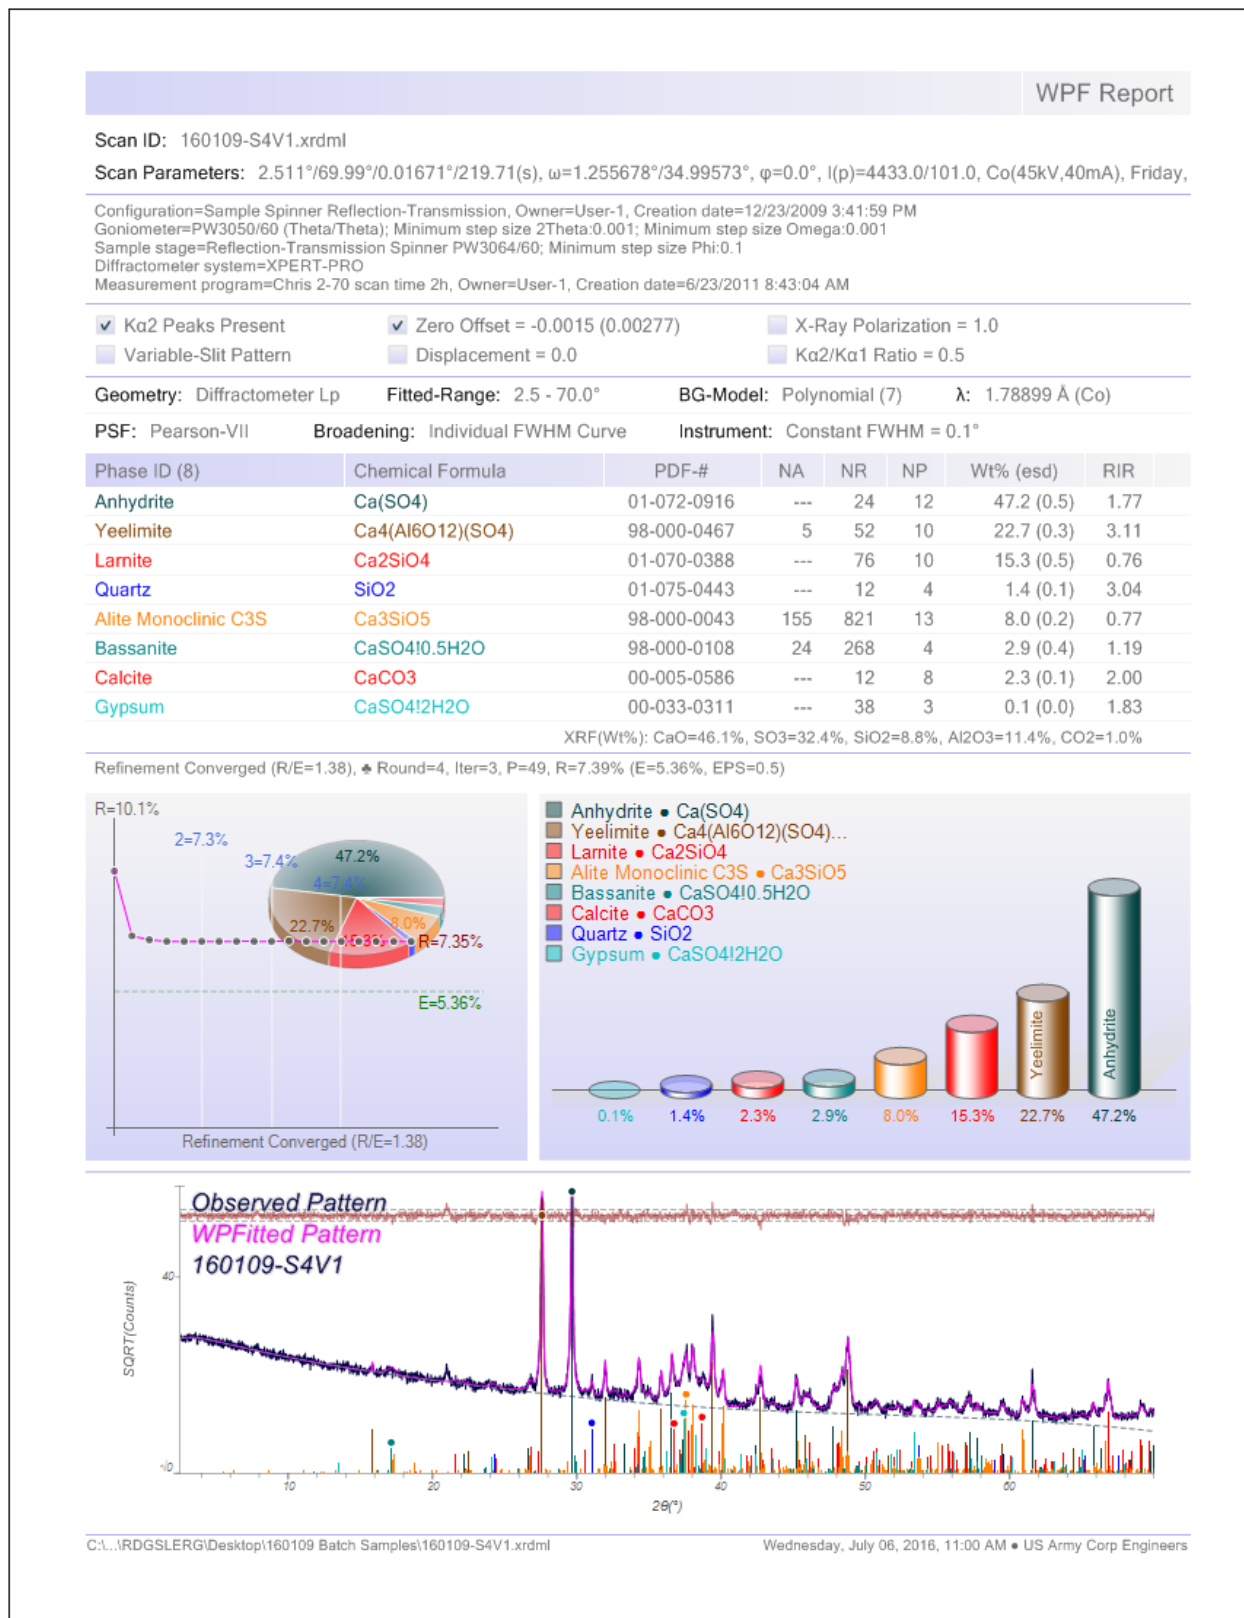 WPF Report
Scan ID: 160109-S4V1.xrdml
Scan Parameters: 2.511°/69.99°/0.01671°/219.71(s), ω=1.255678°/34.99573°, φ=0.0°, I(p)=4433.0/101.0, Co(45kV,40mA), Friday,
Configuration=Sample Spinner Reflection-Transmission, Owner=User-1, Creation date=12/23/2009 3:41:59 PM
Goniometer=PW3050/60 (Theta/Theta); Minimum step size 2Theta:0.001; Minimum step size Omega:0.001
Sample stage=Reflection-Transmission Spinner PW3064/60; Minimum step size Phi:0.1
Diffractometer system=XPERT-PRO
Measurement program=Chris 2-70 scan time 2h, Owner=User-1, Creation date=6/23/2011 8:43:04 AM
Kα2 Peaks Present Zero Offset = -0.0015 (0.00277) X-Ray Polarization = 1.0
Variable-Slit Pattern Displacement = 0.0 Kα2/Kα1 Ratio = 0.5
Geometry: Diffractometer Lp Fitted-Range: 2.5 - 70.0° BG-Model: Polynomial (7) λ: 1.78899 Å (Co)
PSF: Pearson-VII Broadening: Individual FWHM Curve Instrument: Constant FWHM = 0.1°
Phase ID (8) Chemical Formula PDF-# NA NR NP Wt% (esd) RIR
Anhydrite Ca(SO4) 01-072-0916 --- 24 12 47.2 (0.5) 1.77
Yeelimite Ca4(Al6O12)(SO4) 98-000-0467 5 52 10 22.7 (0.3) 3.11
Larnite Ca2SiO4 01-070-0388 --- 76 10 15.3 (0.5) 0.76
Quartz SiO2 01-075-0443 --- 12 4 1.4 (0.1) 3.04
Alite Monoclinic C3S Ca3SiO5 98-000-0043 155 821 13 8.0 (0.2) 0.77
Bassanite CaSO4!0.5H2O 98-000-0108 24 268 4 2.9 (0.4) 1.19
Calcite CaCO3 00-005-0586 --- 12 8 2.3 (0.1) 2.00
Gypsum CaSO4!2H2O 00-033-0311 --- 38 3 0.1 (0.0) 1.83
XRF(Wt%): CaO=46.1%, SO3=32.4%, SiO2=8.8%, Al2O3=11.4%, CO2=1.0%
Refinement Converged (R/E=1.38), ♣ Round=4, Iter=3, P=49, R=7.39% (E=5.36%, EPS=0.5)
R=10.1%
2=7.3%
3=7.4%
4=7.4%
47.2%
22.7%
15.3%
8.0%
R=7.35%
E=5.36%
Refinement Converged (R/E=1.38)
Anhydrite ● Ca(SO4)
Yeelimite ● Ca4(Al6O12)(SO4)...
Larnite ● Ca2SiO4
Alite Monoclinic C3S ● Ca3SiO5
Bassanite ● CaSO4!0.5H2O
Calcite ● CaCO3
Quartz ● SiO2
Gypsum ● CaSO4!2H2O
Yeelimite
Anhydrite
0.1% 1.4% 2.3% 2.9% 8.0% 15.3% 22.7% 47.2%
Observed Pattern
WPFitted Pattern
160109-S4V1
SQRT(Counts)
40
√0
10 20 30 40 50 60
2θ(°)
C:\...\RDGSLERG\Desktop\160109 Batch Samples\160109-S4V1.xrdml
Wednesday, July 06, 2016, 11:00 AM ● US Army Corp Engineers